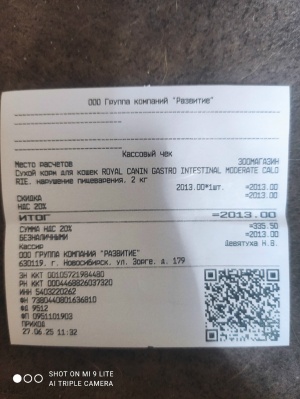 ООО Группа компаний "Развитие"
Кассовый чек
Место расчетов ЗООМАГАЗИН
Сухой корм для кошек ROYAL CANIN GASTRO INTESTINAL MODERATE CALO
RIE. нарушение пищеварения, 2 кг
2013.00*1шт. =2013.00
СКИДКА =2013.00
НДС 20%
ИТОГ =2013.00
СУММА НДС 20% =335.50
БЕЗНАЛИЧНЫМИ =2013.00
Кассир Девятуха Н.В.
ООО ГРУППА КОМПАНИЙ "РАЗВИТИЕ"
630119, г. Новосибирск, ул. Зорге, д. 179
ЗН ККТ 00105721984480
РН ККТ 0004468826037320
ИНН 5403220262
ФН 7380440801636810
ФД 9512
ФП 0951101903
ПРИХОД
27.06.25 11:32
SHOT ON MI 9 LITE
AI TRIPLE CAMERA